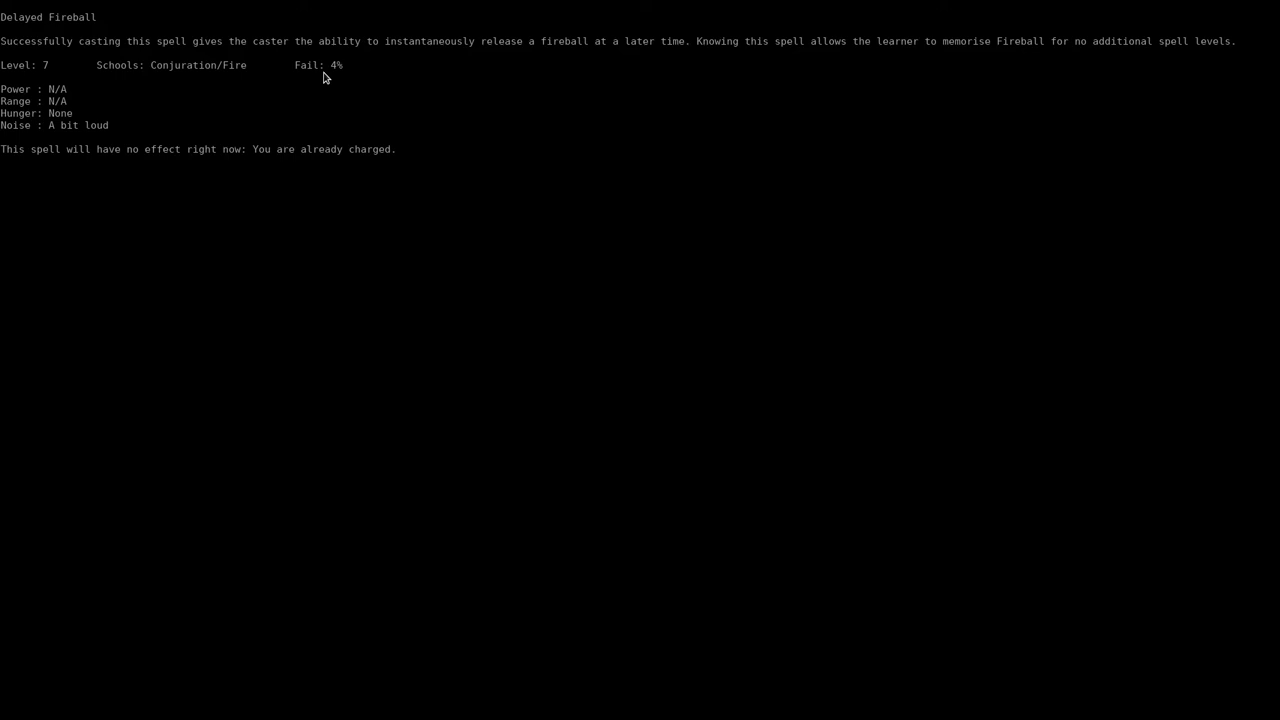 Delayed Fireball
Successfully casting this spell gives the caster the ability to instantaneously release a fireball at a later time. Knowing this spell allows the learner to memorise Fireball for no additional spell levels.
Level: 7        Schools: Conjuration/Fire        Fail: 4%
Power : N/A
Range : N/A
Hunger: None
Noise : A bit loud
This spell will have no effect right now: You are already charged.